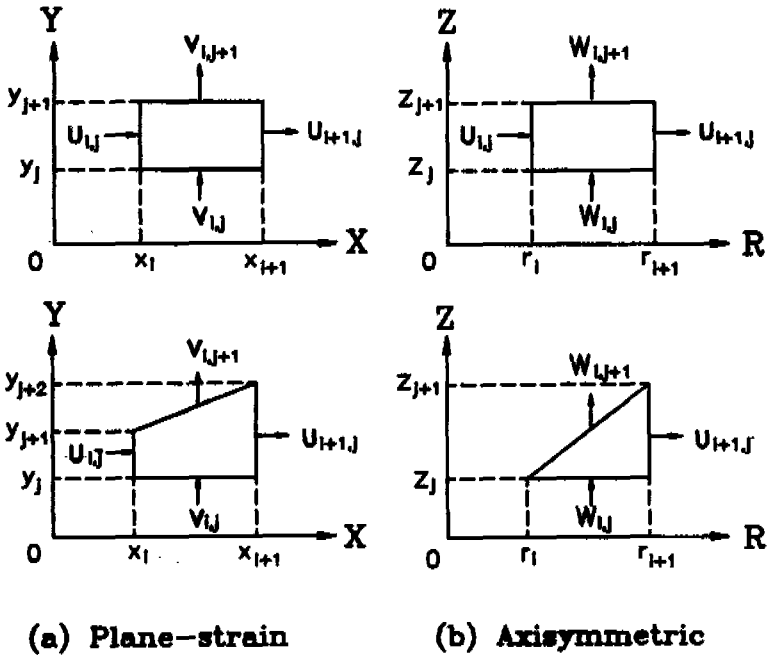 Y
V_{i,j+1}
y_{j+1}
U_{i,j}
U_{i+1,j}
y_j
V_{i,j}
0
x_i
x_{i+1}
X
Z
W_{i,j+1}
z_{j+1}
U_{i,j}
U_{i+1,j}
z_j
W_{i,j}
0
r_i
r_{i+1}
R
Y
V_{i,j+1}
y_{j+2}
y_{j+1}
U_{i,j}
U_{i+1,j}
y_j
V_{i,j}
0
x_i
x_{i+1}
X
Z
W_{i,j+1}
z_{j+1}
U_{i+1,j}
z_j
W_{i,j}
0
r_i
r_{i+1}
R
(a) Plane-strain
(b) Axisymmetric